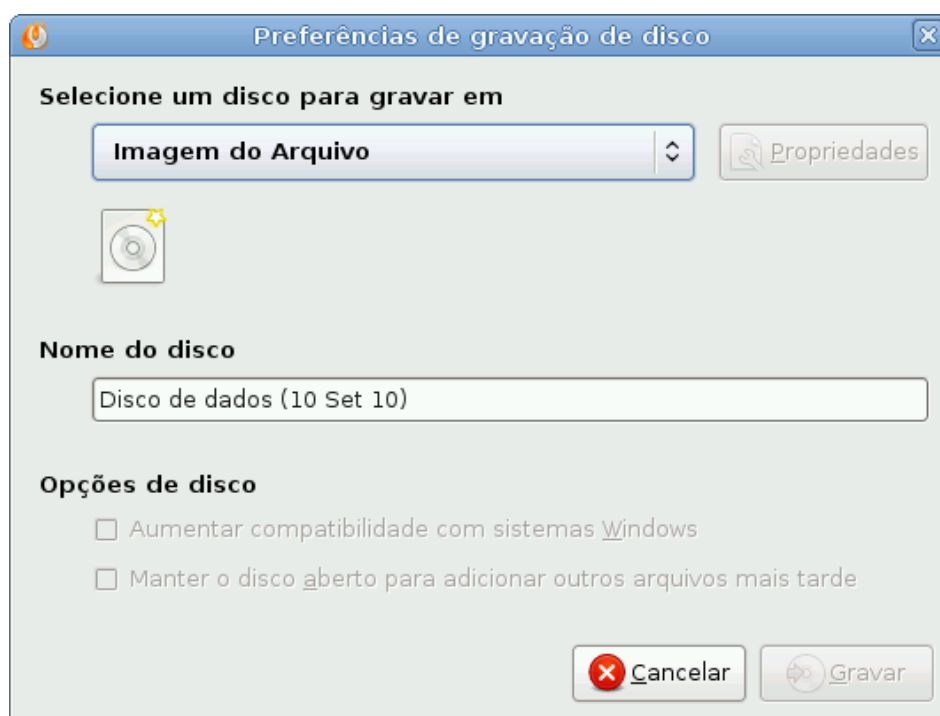 Preferências de gravação de disco
Selecione um disco para gravar em
Imagem do Arquivo
Propriedades
Nome do disco
Disco de dados (10 Set 10)
Opções de disco
Aumentar compatibilidade com sistemas Windows
Manter o disco aberto para adicionar outros arquivos mais tarde
Cancelar Gravar